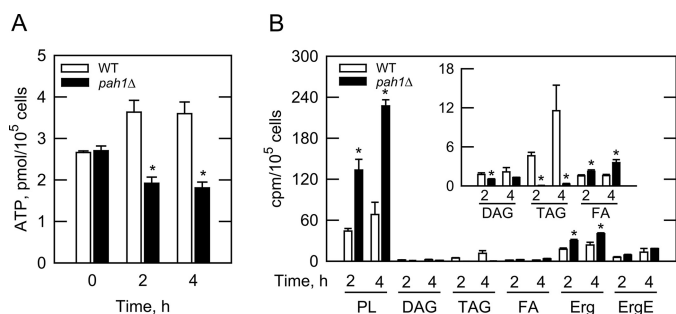 A
WT
pah1Δ
ATP, pmol/10⁵ cells
5
4
3
2
1
0
*
*
0 2 4
Time, h
B
WT
pah1Δ
cpm/10⁵ cells
300
240
180
120
60
0
*
*
*
*
18
12
6
0
*
*
*
*
*
2 4 2 4 2 4
DAG TAG FA
Time, h 2 4 2 4 2 4 2 4 2 4 2 4
PL DAG TAG FA Erg ErgE